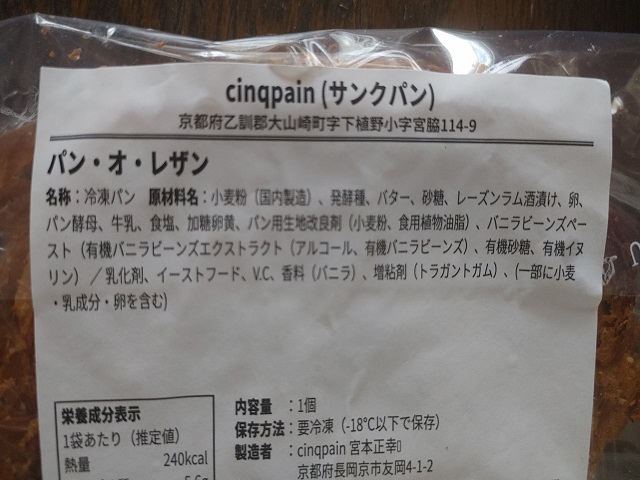 cinqpain (サンクパン)
京都府乙訓郡大山崎町字下植野小字宮脇114-9
パン・オ・レザン
名称：冷凍パン　原材料名：小麦粉（国内製造）、発酵種、バター、砂糖、レーズンラム酒漬け、卵、
パン酵母、牛乳、食塩、加糖卵黄、パン用生地改良剤（小麦粉、食用植物油脂）、バニラビーンズペー
スト（有機バニラビーンズエクストラクト（アルコール、有機バニラビーンズ）、有機砂糖、有機イヌ
リン）／乳化剤、イーストフード、V.C、香料（バニラ）、増粘剤（トラガントガム）、(一部に小麦
・乳成分・卵を含む)
栄養成分表示
1袋あたり（推定値）
熱量 240kcal
内容量　：1個
保存方法：要冷凍（-18℃以下で保存）
製造者　：cinqpain 宮本正幸▯
京都府長岡京市友岡4-1-2